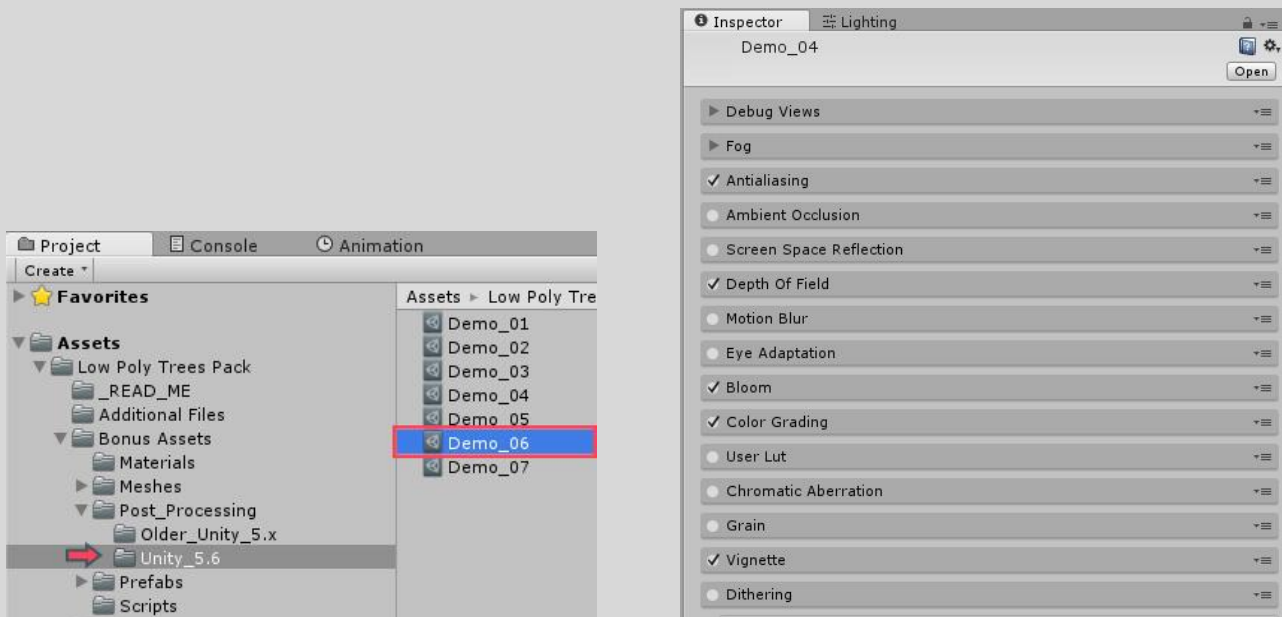 Project
Console
Animation
Create
Favorites
Assets
Low Poly Trees Pack
_READ_ME
Additional Files
Bonus Assets
Materials
Meshes
Post_Processing
Older_Unity_5.x
Unity_5.6
Prefabs
Scripts
Assets Low Poly Tre
Demo_01
Demo_02
Demo_03
Demo_04
Demo_05
Demo_06
Demo_07
Inspector
Lighting
Demo_04
Open
Debug Views
Fog
Antialiasing
Ambient Occlusion
Screen Space Reflection
Depth Of Field
Motion Blur
Eye Adaptation
Bloom
Color Grading
User Lut
Chromatic Aberration
Grain
Vignette
Dithering